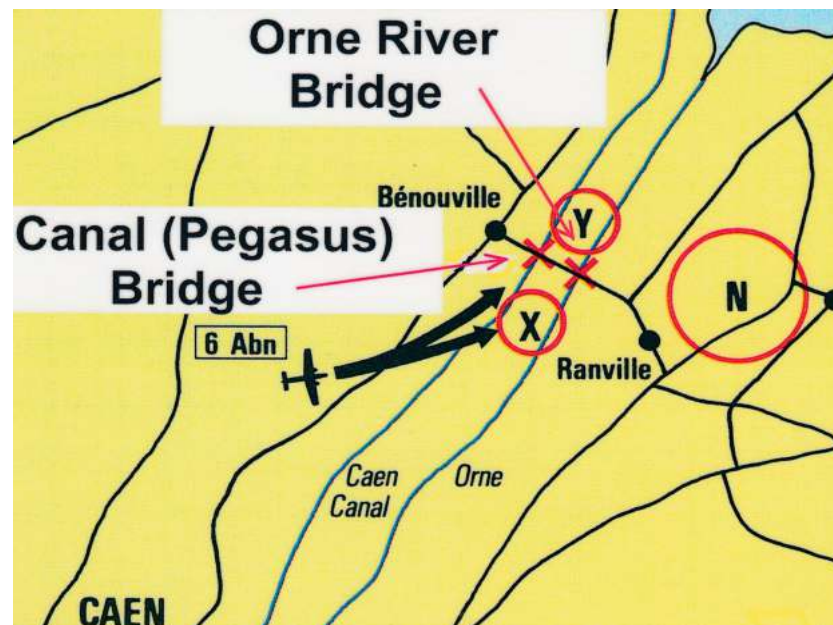 Orne River
Bridge
Bénouville
Y
Canal (Pegasus)
Bridge
N
X
6 Abn
Ranville
Caen
Canal
Orne
CAEN